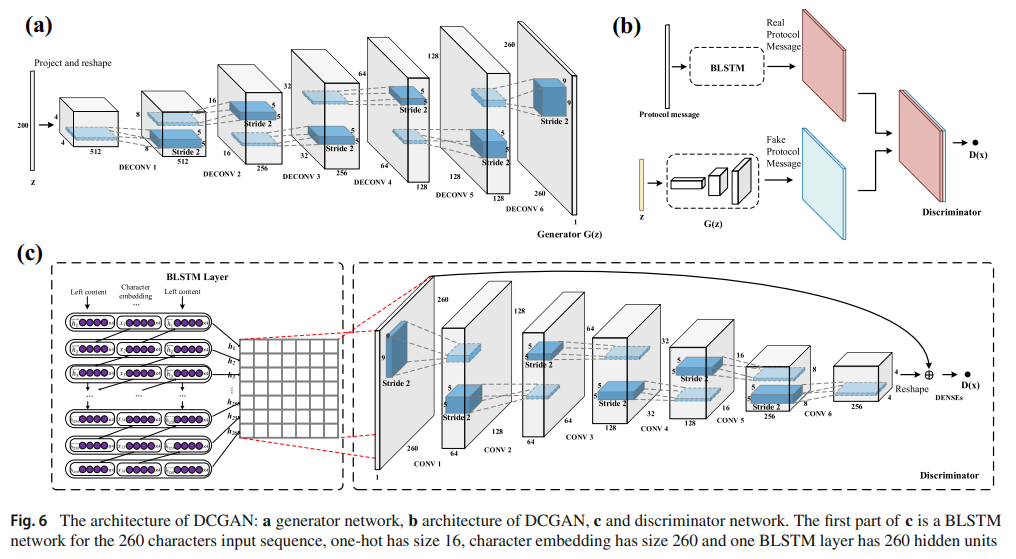 (a)
Project and reshape
200
z
4
4
512
DECONV 1
8
8
5
5
Stride 2
512
DECONV 2
16
16
5
5
Stride 2
256
DECONV 3
32
32
5
5
Stride 2
256
DECONV 4
64
64
5
5
Stride 2
128
DECONV 5
128
128
5
5
Stride 2
128
DECONV 6
260
260
9
9
Stride 2
1
Generator G(z)
(b)
Protocol message
BLSTM
Real
Protocol
Message
z
G(z)
Fake
Protocol
Message
D(x)
Discriminator
(c)
BLSTM Layer
Left content
Character
embedding
Left content
...
...
...
...
h1
h2
h3
260
9
9
Stride 2
260
1
CONV 1
128
5
5
Stride 2
128
64
CONV 2
64
5
5
Stride 2
64
64
CONV 3
32
5
5
Stride 2
32
128
CONV 4
16
5
5
Stride 2
16
128
CONV 5
8
5
5
Stride 2
8
256
CONV 6
4
4
256
Reshape
⊕
DENSEs
D(x)
Discriminator
Fig. 6 The architecture of DCGAN: a generator network, b architecture of DCGAN, c and discriminator network. The first part of c is a BLSTM
network for the 260 characters input sequence, one-hot has size 16, character embedding has size 260 and one BLSTM layer has 260 hidden units